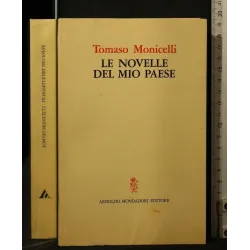 Tomaso Monicelli
LE NOVELLE
DEL MIO PAESE
ARNOLDO MONDADORI EDITORE